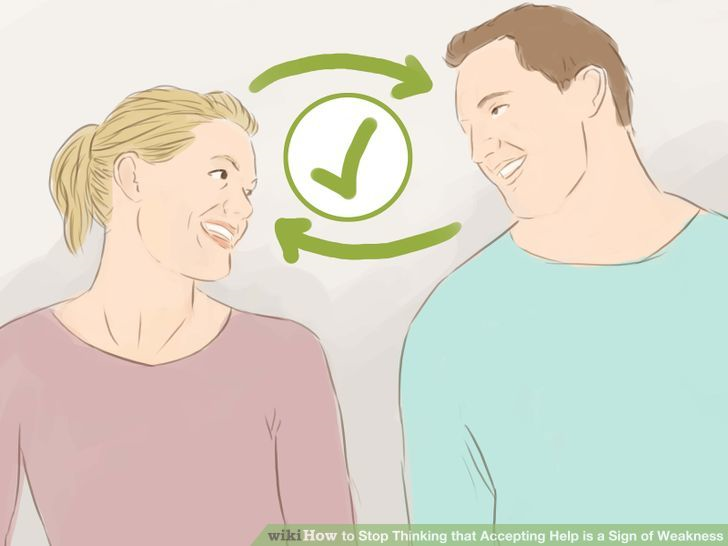 wikiHow to Stop Thinking that Accepting Help is a Sign of Weakness